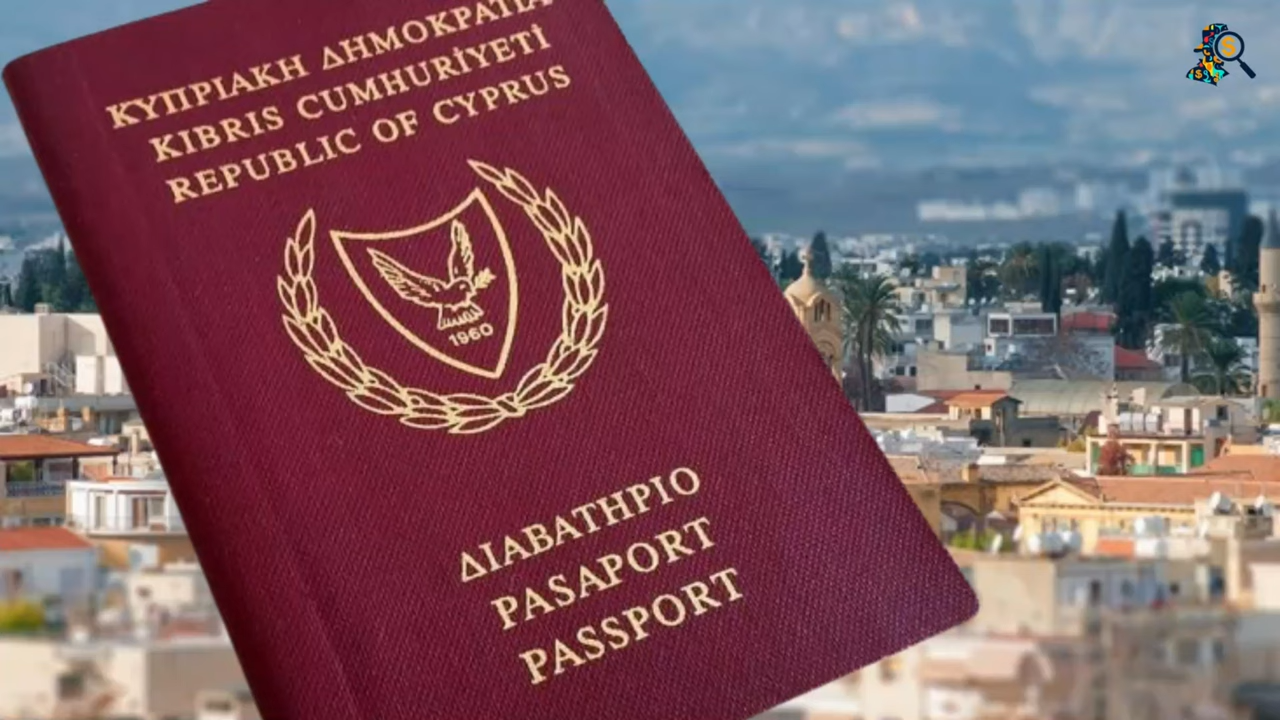 ΚΥΠΡΙΑΚΗ ΔΗΜΟΚΡΑΤΙΑ
KIBRIS CUMHURİYETİ
REPUBLIC OF CYPRUS
1960
ΔΙΑΒΑΤΗΡΙΟ
PASAPORT
PASSPORT